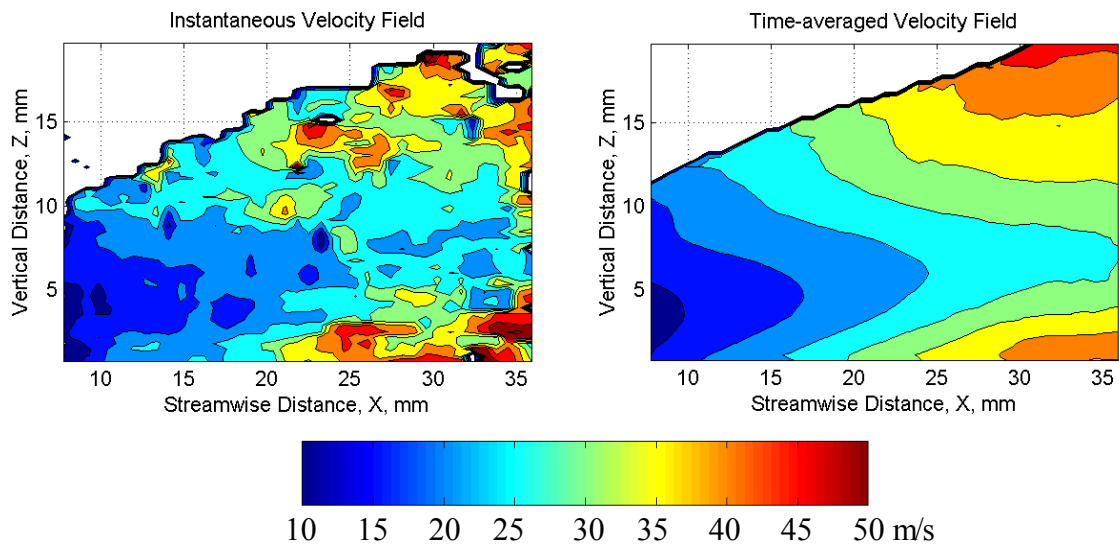 Instantaneous Velocity Field
Time-averaged Velocity Field
Vertical Distance, Z, mm
15
10
5
10 15 20 25 30 35
Streamwise Distance, X, mm
Vertical Distance, Z, mm
15
10
5
10 15 20 25 30 35
Streamwise Distance, X, mm
10 15 20 25 30 35 40 45 50 m/s